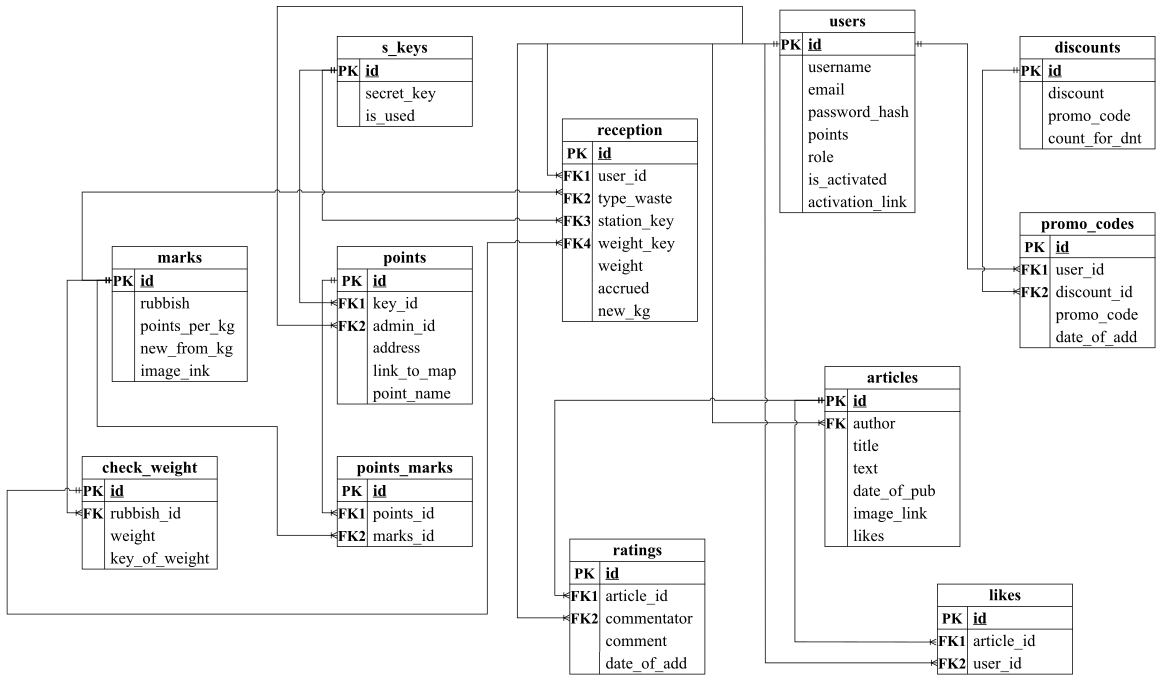 users
PK id
username
email
password_hash
points
role
is_activated
activation_link
s_keys
PK id
secret_key
is_used
discounts
PK id
discount
promo_code
count_for_dnt
reception
PK id
FK1 user_id
FK2 type_waste
FK3 station_key
FK4 weight_key
weight
accrued
new_kg
promo_codes
PK id
FK1 user_id
FK2 discount_id
promo_code
date_of_add
marks
PK id
rubbish
points_per_kg
new_from_kg
image_ink
points
PK id
FK1 key_id
FK2 admin_id
address
link_to_map
point_name
articles
PK id
FK author
title
text
date_of_pub
image_link
likes
check_weight
PK id
FK rubbish_id
weight
key_of_weight
points_marks
PK id
FK1 points_id
FK2 marks_id
ratings
PK id
FK1 article_id
FK2 commentator
comment
date_of_add
likes
PK id
FK1 article_id
FK2 user_id